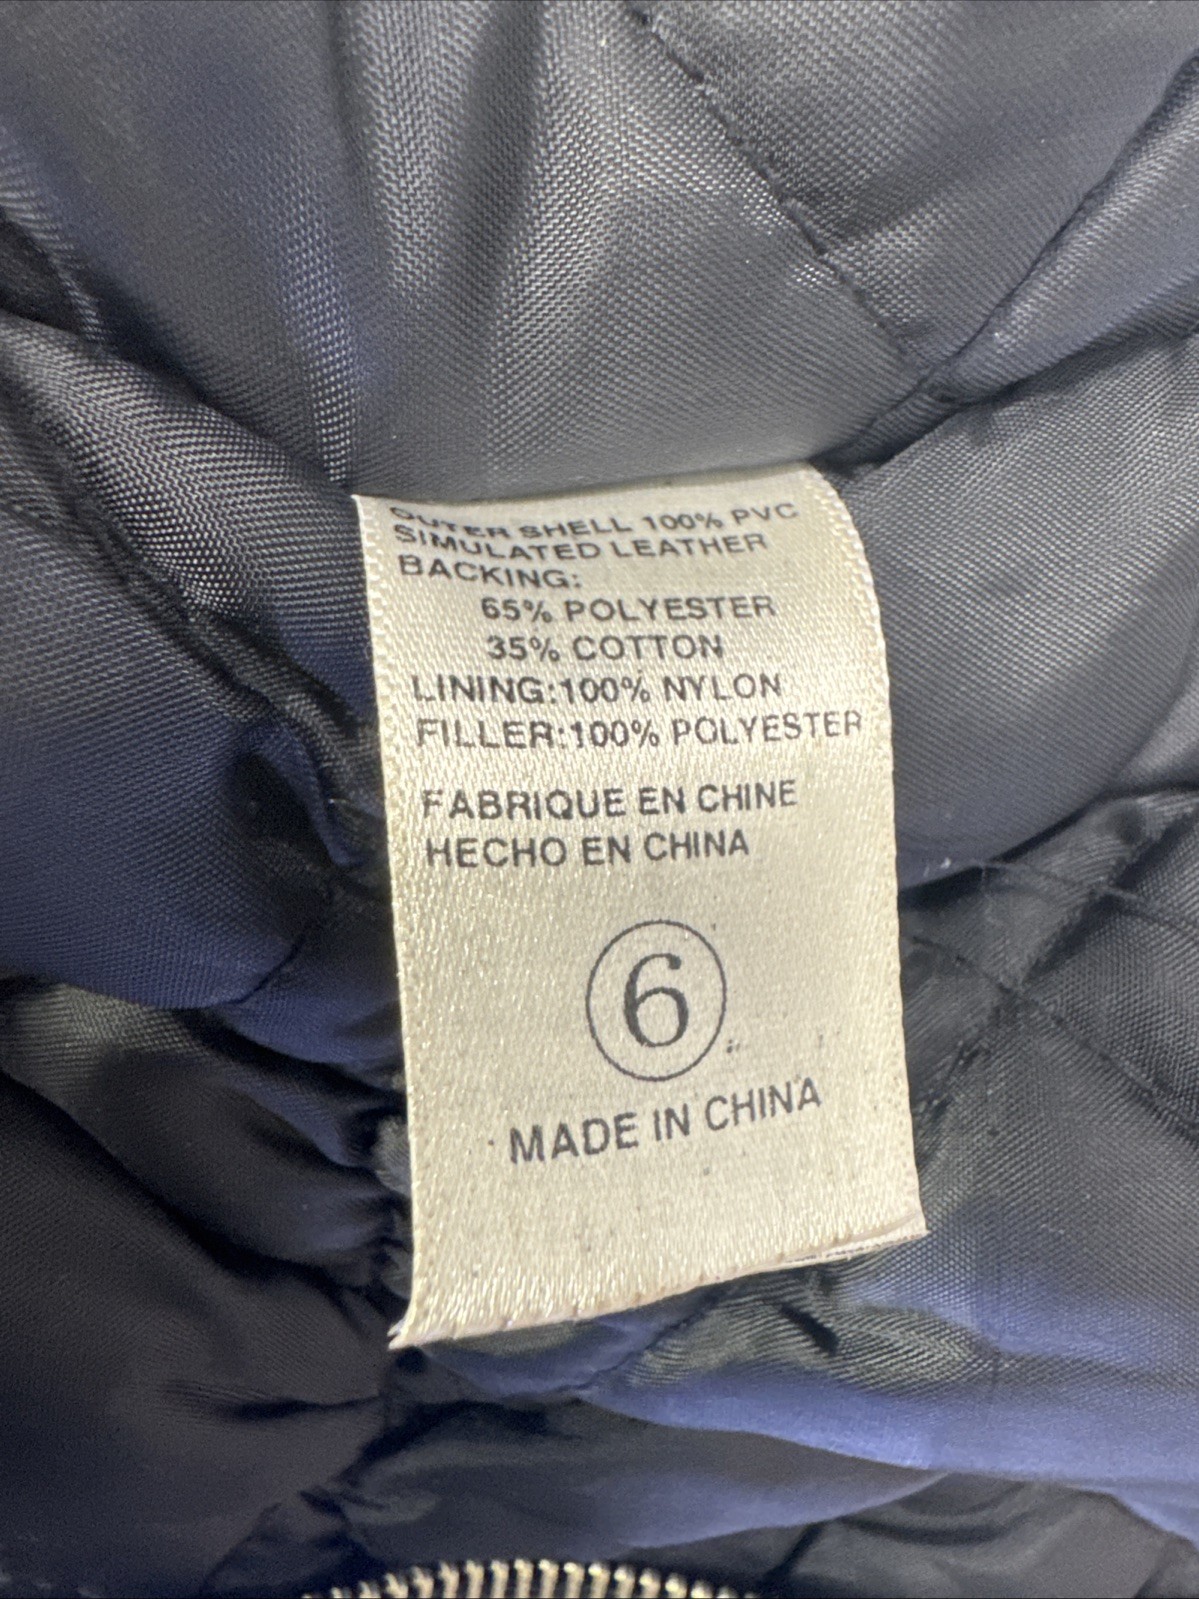 OUTER SHELL 100% PVC
SIMULATED LEATHER
BACKING:
65% POLYESTER
35% COTTON
LINING:100% NYLON
FILLER:100% POLYESTER
FABRIQUE EN CHINE
HECHO EN CHINA
6
MADE IN CHINA